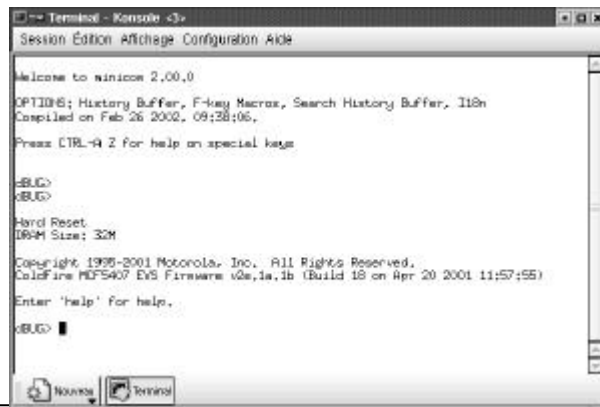 Terminal - Konsole <3>
Session Édition Affichage Configuration Aide
Welcome to minicom 2.00.0
OPTIONS: History Buffer, F-key Macros, Search History Buffer, I18n
Compiled on Feb 26 2002, 09:38:06.
Press CTRL-A Z for help on special keys
dBUG>
dBUG>
Hard Reset
DRAM Size: 32M
Copyright 1995-2001 Motorola, Inc. All Rights Reserved.
ColdFire MCF5407 EVS Firmware v2e.1a.1b (Build 18 on Apr 20 2001 11:57:55)
Enter 'help' for help.
dBUG>
Nouveau Terminal